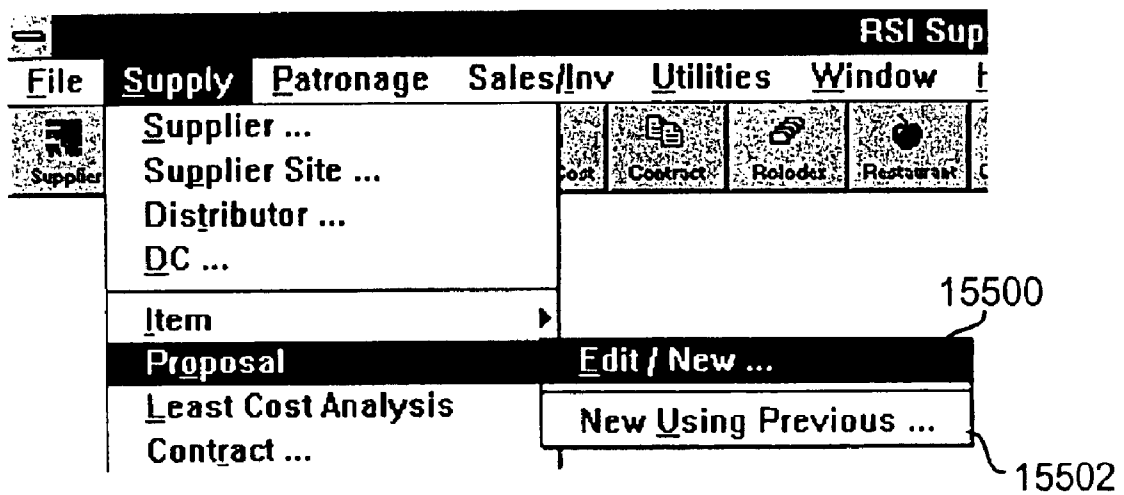 RSI Sup
File Supply Patronage Sales/Inv Utilities Window
Supplier Cost Contract Rolodex Restaurant
Supplier ...
Supplier Site ...
Distributor ...
DC ...
Item
Proposal
Edit / New ...
New Using Previous ...
Least Cost Analysis
Contract ...
15500
15502